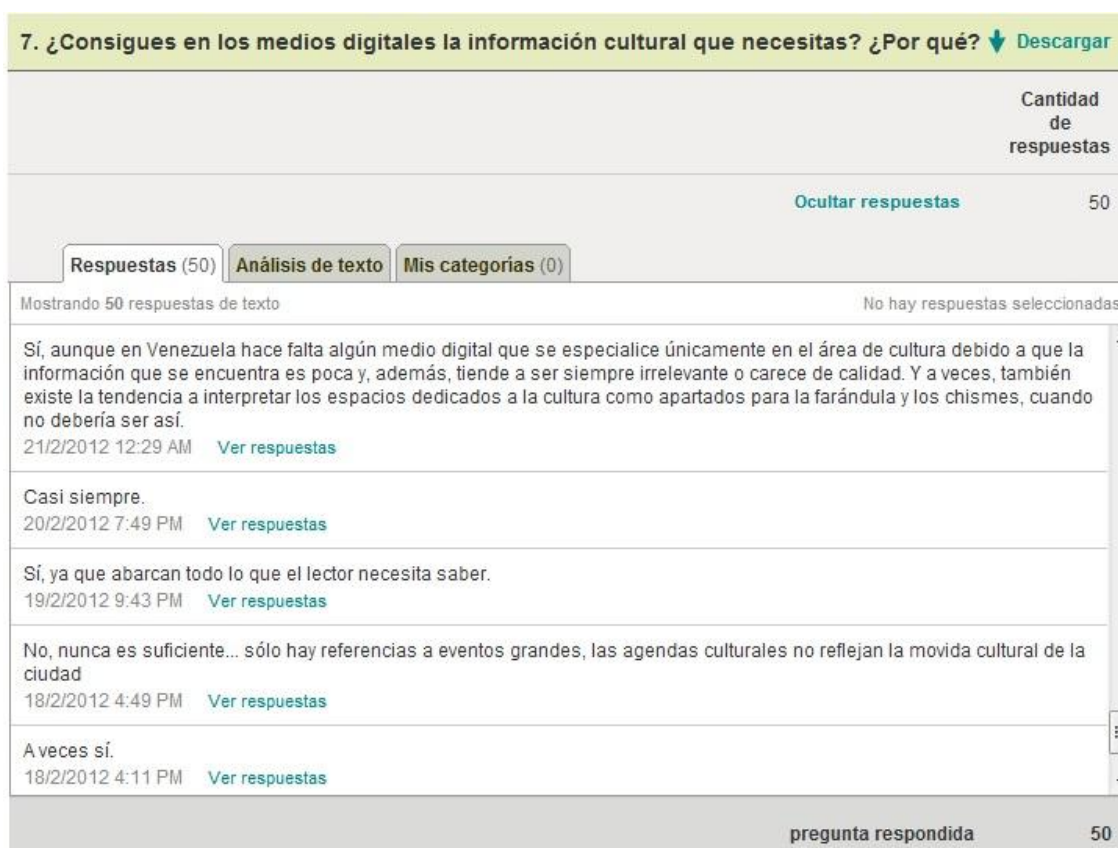 7. ¿Consigues en los medios digitales la información cultural que necesitas? ¿Por qué? Descargar
Cantidad
de
respuestas
Ocultar respuestas 50
Respuestas (50) Análisis de texto Mis categorías (0)
Mostrando 50 respuestas de texto No hay respuestas seleccionadas
Sí, aunque en Venezuela hace falta algún medio digital que se especialice únicamente en el área de cultura debido a que la
información que se encuentra es poca y, además, tiende a ser siempre irrelevante o carece de calidad. Y a veces, también
existe la tendencia a interpretar los espacios dedicados a la cultura como apartados para la farándula y los chismes, cuando
no debería ser así.
21/2/2012 12:29 AM Ver respuestas
Casi siempre.
20/2/2012 7:49 PM Ver respuestas
Sí, ya que abarcan todo lo que el lector necesita saber.
19/2/2012 9:43 PM Ver respuestas
No, nunca es suficiente... sólo hay referencias a eventos grandes, las agendas culturales no reflejan la movida cultural de la
ciudad
18/2/2012 4:49 PM Ver respuestas
A veces sí.
18/2/2012 4:11 PM Ver respuestas
pregunta respondida 50